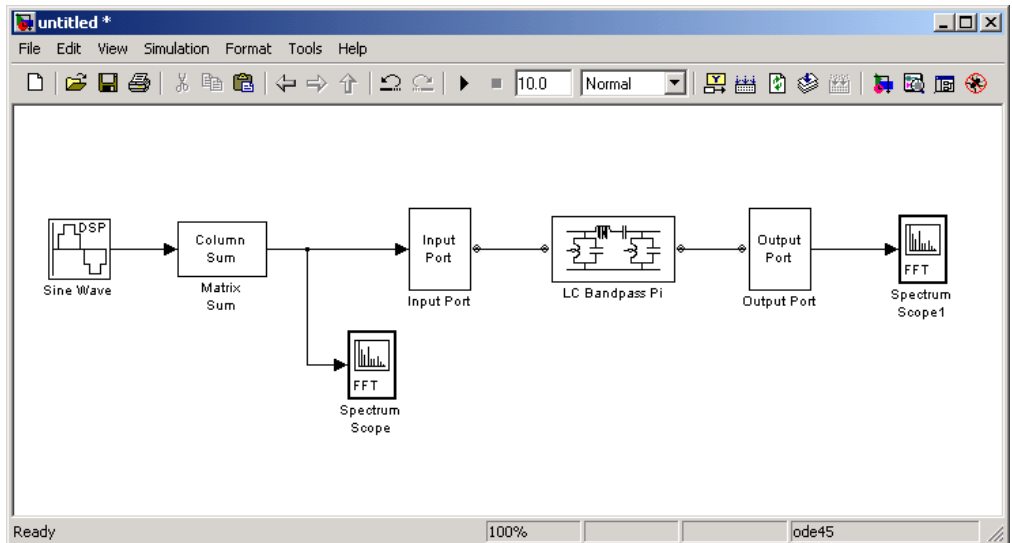 untitled *
File Edit View Simulation Format Tools Help
10.0 Normal
DSP
Sine Wave
Column
Sum
Matrix
Sum
Input
Port
Input Port
LC Bandpass Pi
Output
Port
Output Port
FFT
Spectrum
Scope1
FFT
Spectrum
Scope
Ready 100% ode45